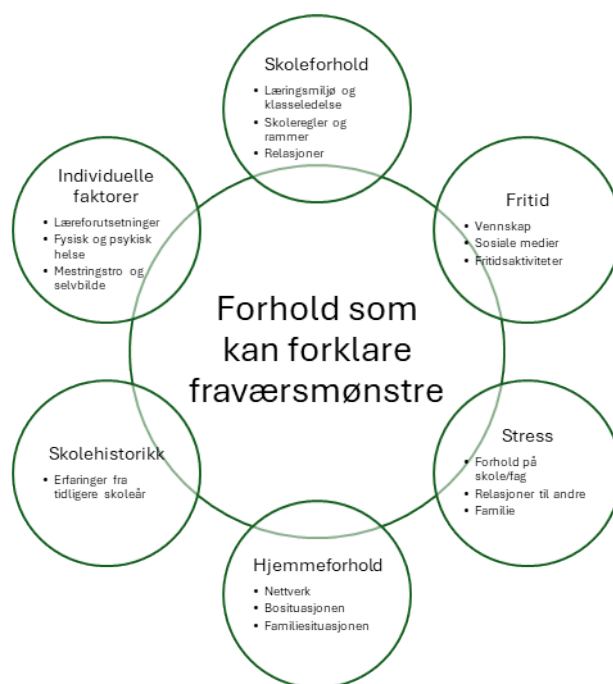 Skoleforhold
• Læringsmiljø og
klasseledelse
• Skoleregler og
rammer
• Relasjoner
Individuelle
faktorer
• Læreforutsetninger
• Fysisk og psykisk
helse
• Mestringstro og
selvbilde
Fritid
• Vennskap
• Sosiale medier
• Fritidsaktiviteter
Forhold som
kan forklare
fraværsmønstre
Skolehistorikk
• Erfaringer fra
tidligere skoleår
Stress
• Forhold på
skole/fag
• Relasjoner til andre
• Familie
Hjemmeforhold
• Nettverk
• Bosituasjonen
• Familiesituasjonen